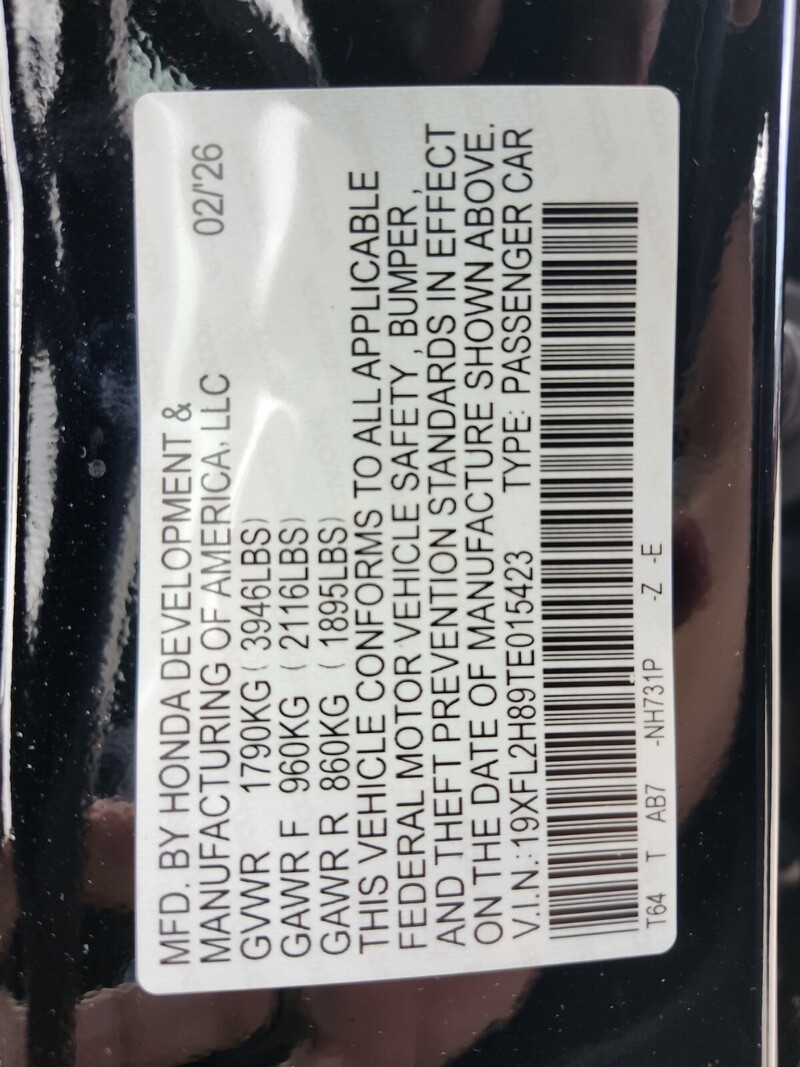 MFD. BY HONDA DEVELOPMENT &
MANUFACTURING OF AMERICA, LLC 02/'26
GVWR 1790KG (3946LBS)
GAWR F 960KG (2116LBS)
GAWR R 860KG (1895LBS)
THIS VEHICLE CONFORMS TO ALL APPLICABLE
FEDERAL MOTOR VEHICLE SAFETY , BUMPER ,
AND THEFT PREVENTION STANDARDS IN EFFECT
ON THE DATE OF MANUFACTURE SHOWN ABOVE.
V.I.N.:19XFL2H89TE015423 TYPE: PASSENGER CAR
T64 T AB7 -NH731P -Z -E